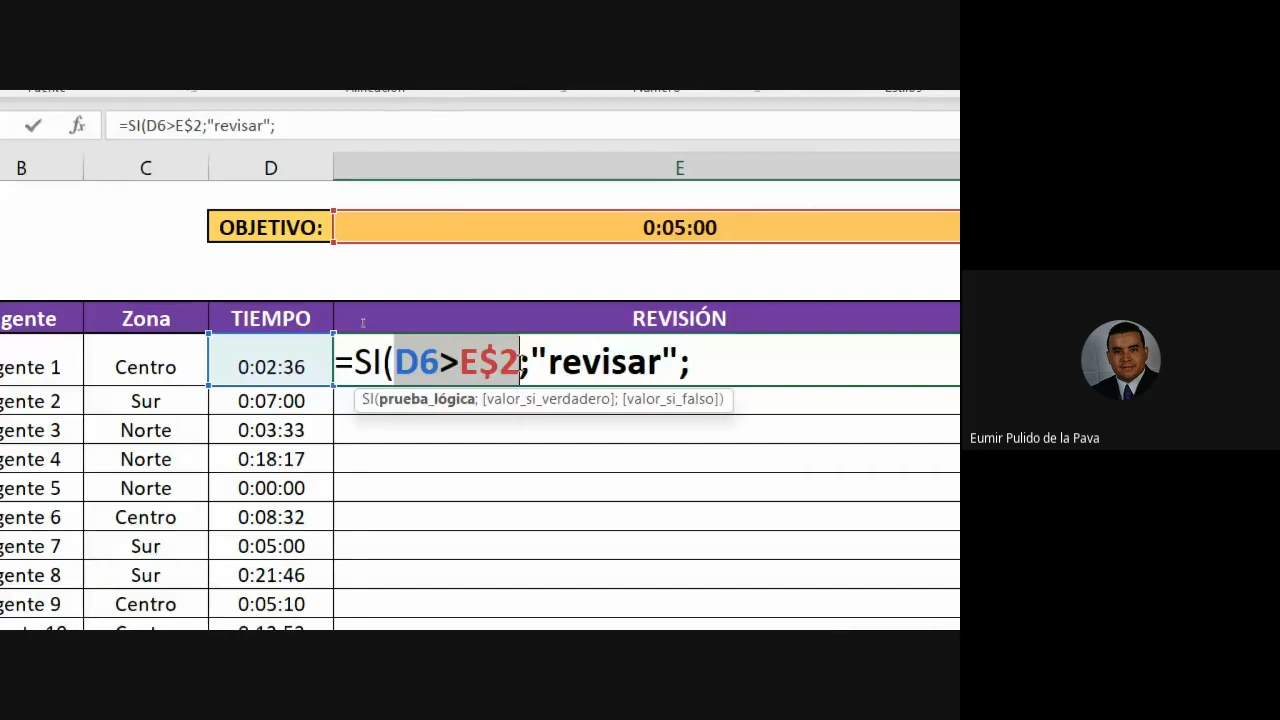 =SI(D6>E$2;"revisar";
B C D E
OBJETIVO: 0:05:00
gente Zona TIEMPO REVISIÓN
gente 1 Centro 0:02:36 =SI(D6>E$2;"revisar";
SI(prueba_lógica; [valor_si_verdadero]; [valor_si_falso])
gente 2 Sur 0:07:00
gente 3 Norte 0:03:33
gente 4 Norte 0:18:17
gente 5 Norte 0:00:00
gente 6 Centro 0:08:32
gente 7 Sur 0:05:00
gente 8 Sur 0:21:46
gente 9 Centro 0:05:10
Eumir Pulido de la Pava